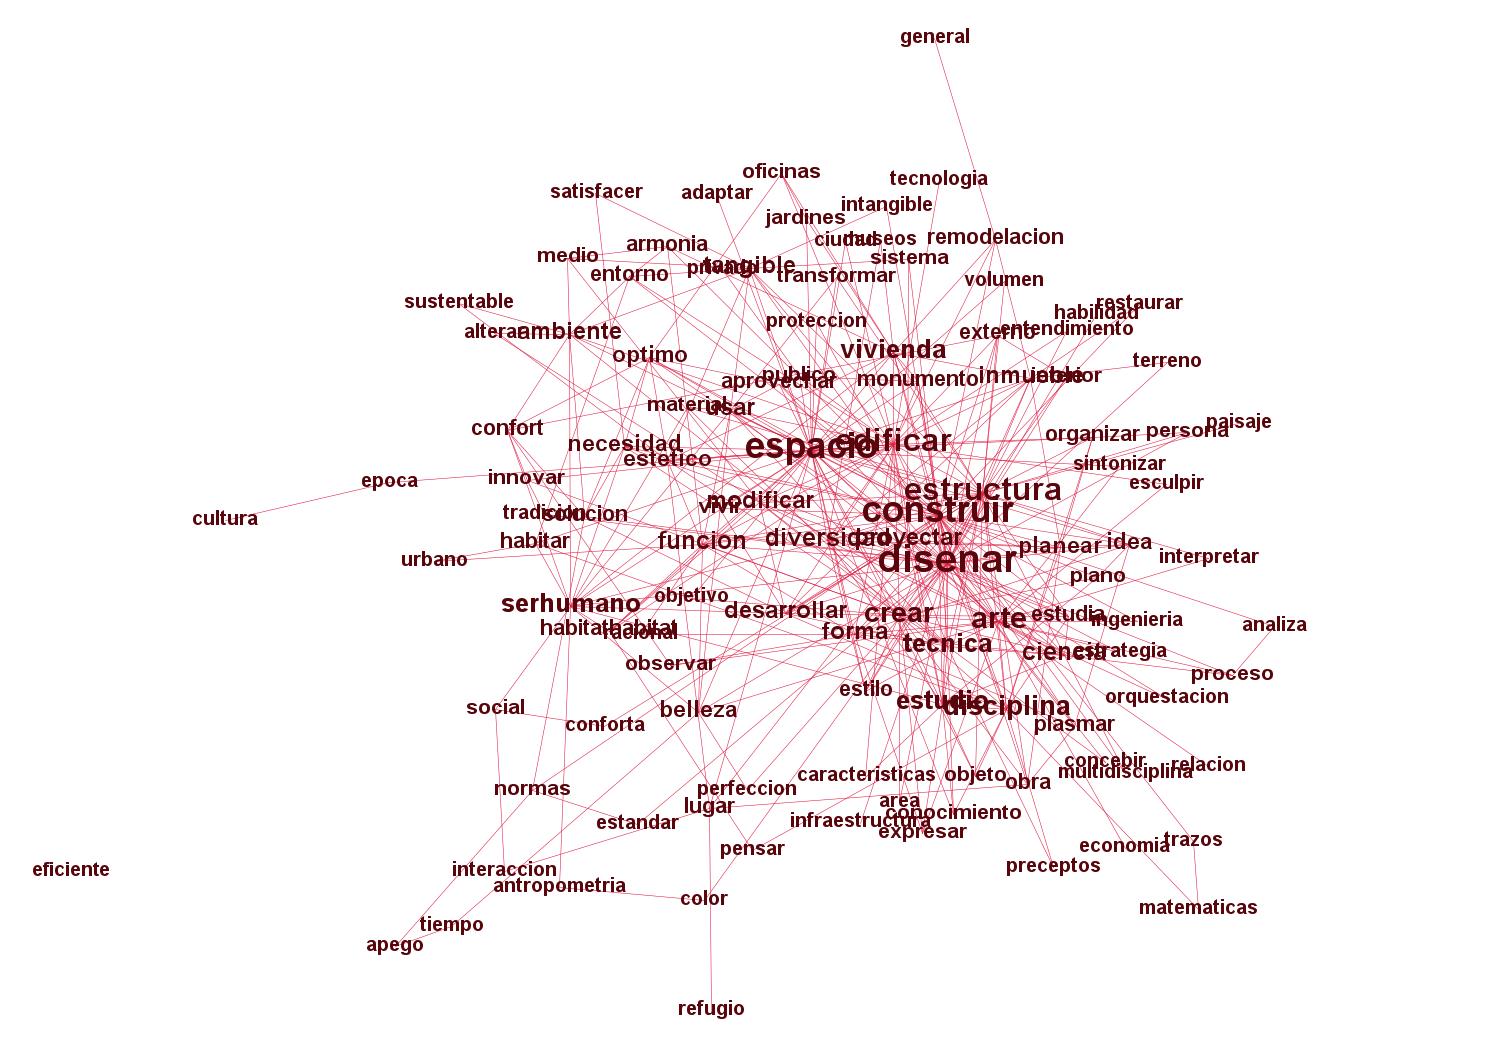 general
oficinas
tecnologia
satisfacer
adaptar
intangible
jardines
ciudad
museos
remodelacion
armonia
medio
sistema
privado
tangible
entorno
transformar
volumen
sustentable
restaurar
habilidad
proteccion
alterar
ambiente
externo
entendimiento
vivienda
optimo
terreno
publico
aprovechar
monumento
inmueble
interior
material
usar
paisaje
confort
organizar
persona
necesidad
espacio
edificar
estetico
sintonizar
innovar
epoca
esculpir
estructura
modificar
vivir
construir
tradicion
solucion
cultura
habitar
funcion
diversidad
proyectar
planear
idea
urbano
disenar
interpretar
plano
objetivo
serhumano
desarrollar
crear
arte
estudia
ingenieria
analiza
habitat-habitat
racional
forma
tecnica
ciencia
estrategia
observar
proceso
estilo
orquestacion
estudio
disciplina
social
belleza
conforta
plasmar
concebir
relacion
multidisciplina
caracteristicas
objeto
obra
normas
perfeccion
area
lugar
conocimiento
estandar
infraestructura
expresar
pensar
economia
trazos
preceptos
eficiente
interaccion
antropometria
color
matematicas
tiempo
apego
refugio